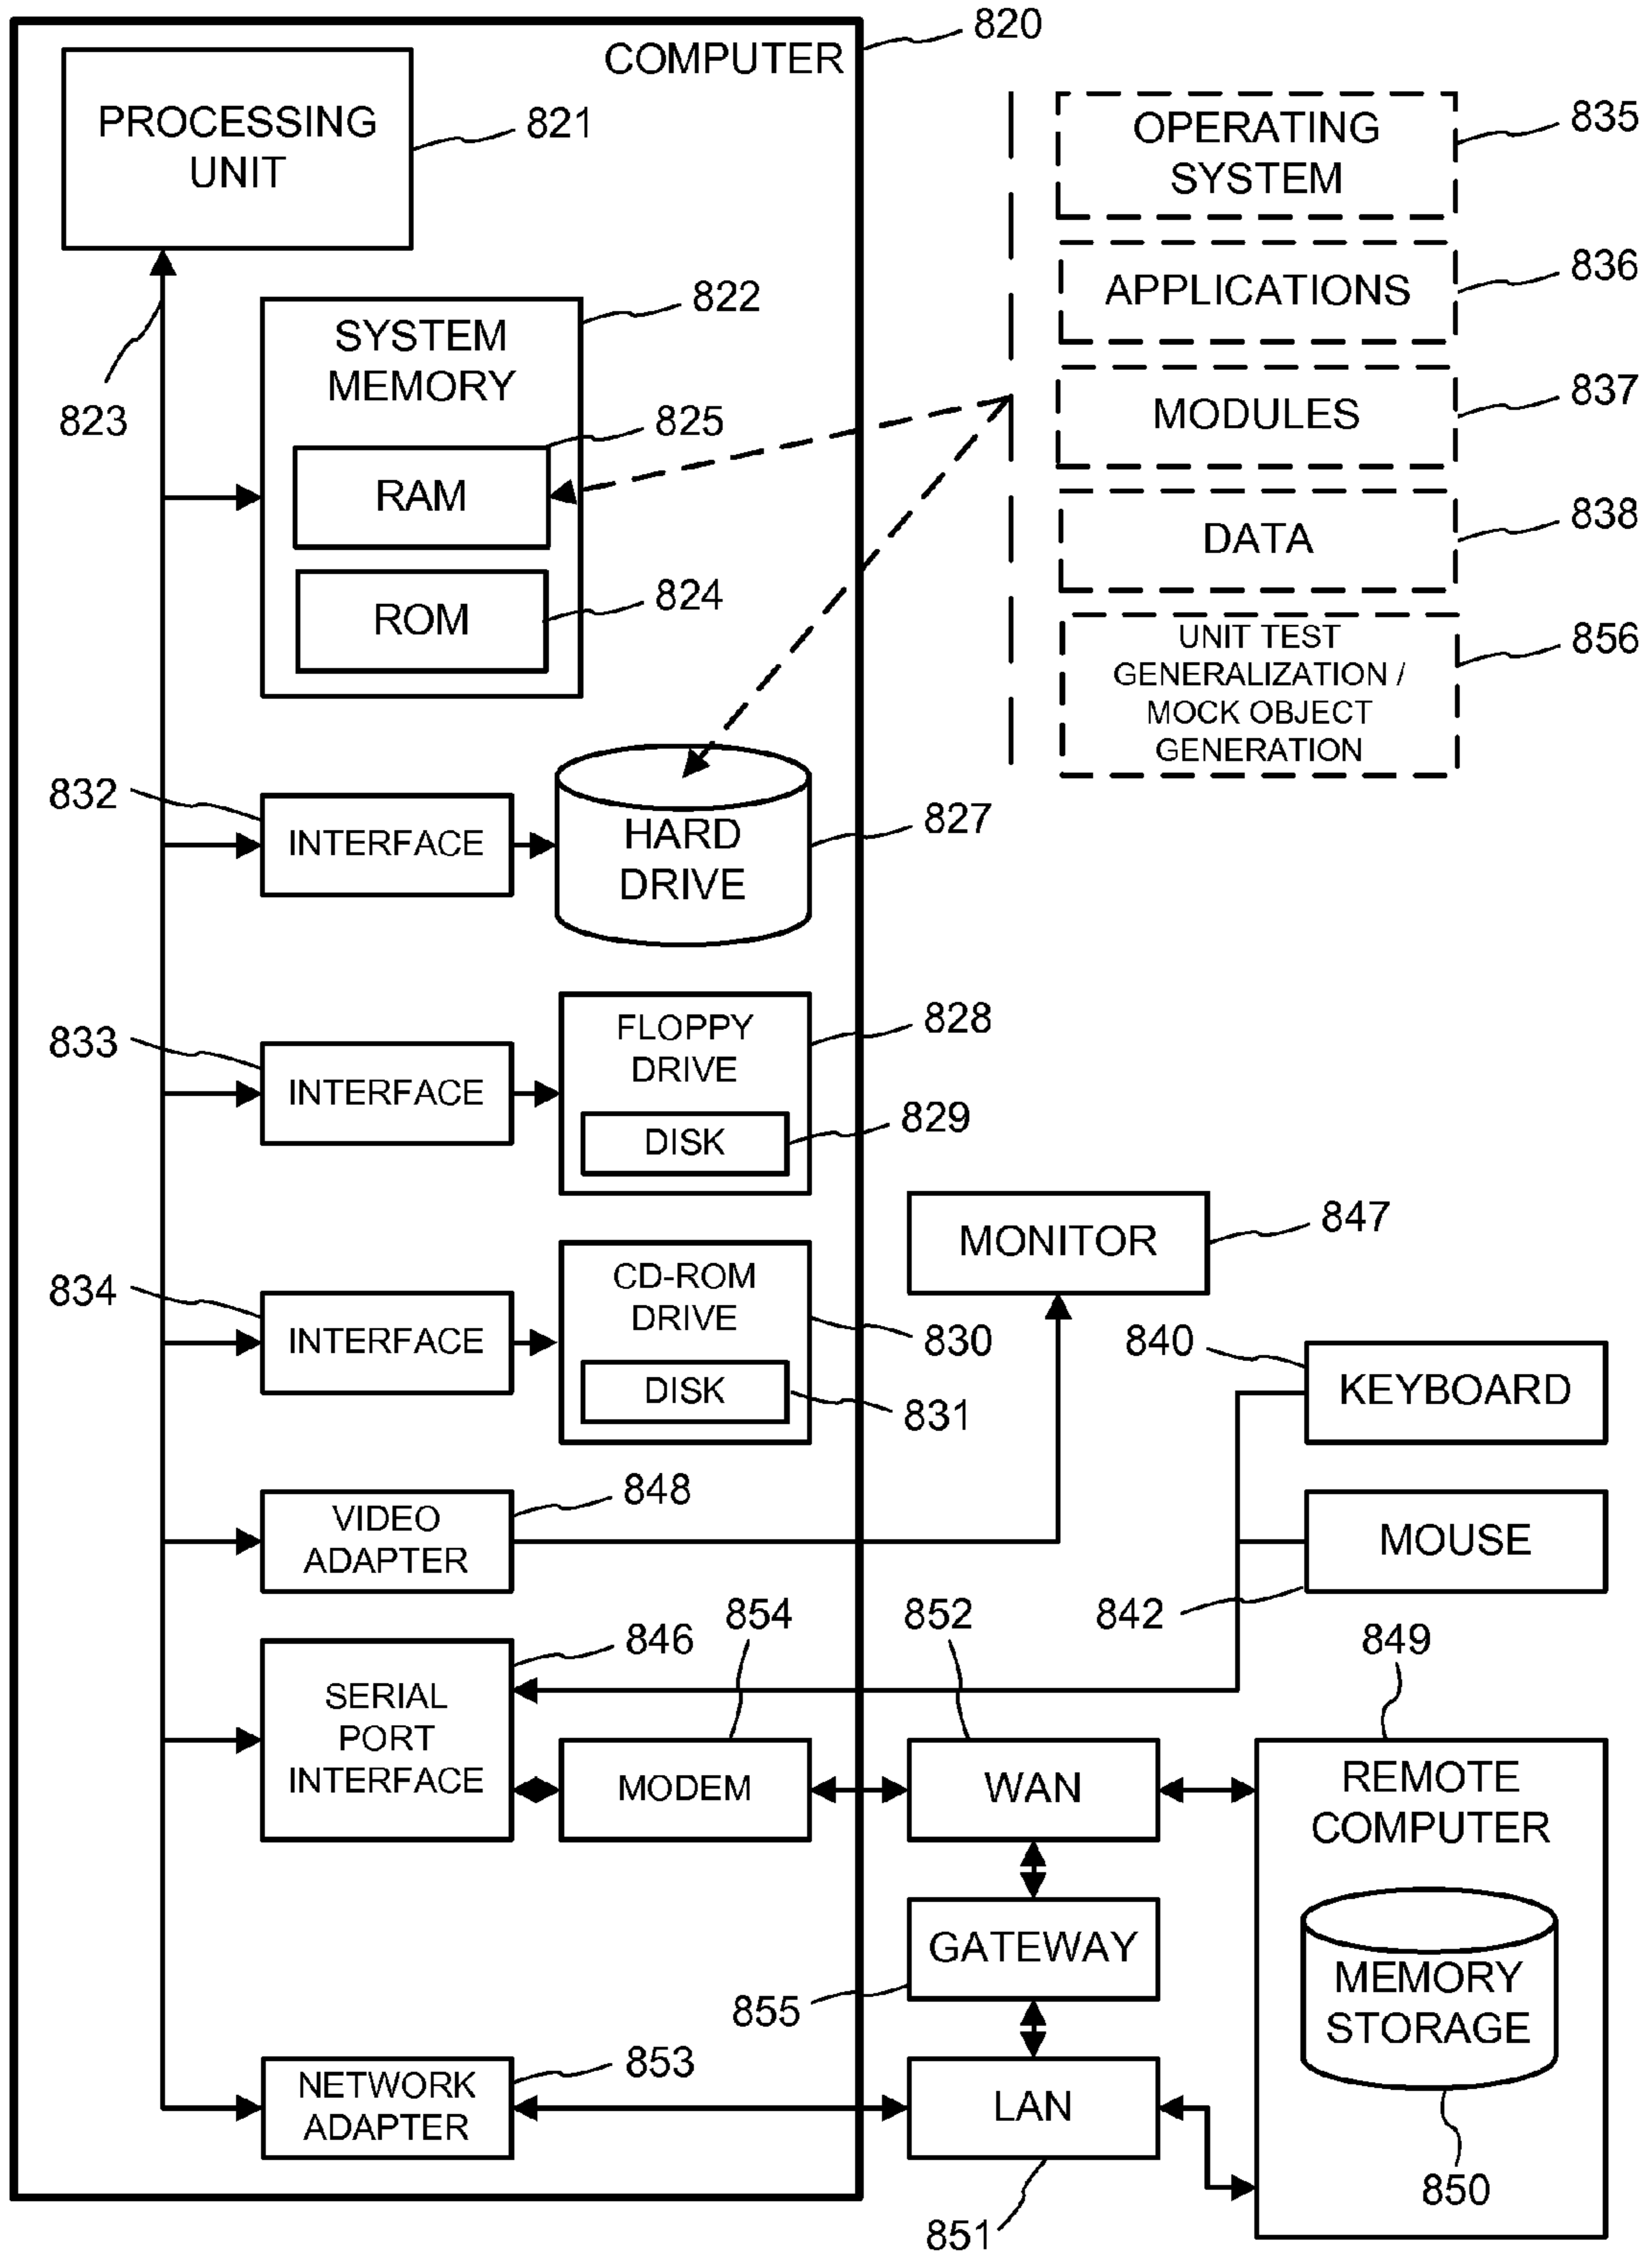 820
COMPUTER
PROCESSING
UNIT
821
OPERATING
SYSTEM
835
APPLICATIONS
836
MODULES
837
DATA
838
UNIT TEST
GENERALIZATION /
MOCK OBJECT
GENERATION
856
823
SYSTEM
MEMORY
822
825
RAM
ROM
824
832
INTERFACE
HARD
DRIVE
827
833
INTERFACE
FLOPPY
DRIVE
828
DISK
829
834
INTERFACE
CD-ROM
DRIVE
830
DISK
831
MONITOR
847
840
KEYBOARD
MOUSE
842
VIDEO
ADAPTER
848
846
SERIAL
PORT
INTERFACE
854
MODEM
852
WAN
849
REMOTE
COMPUTER
MEMORY
STORAGE
850
GATEWAY
855
NETWORK
ADAPTER
853
LAN
851